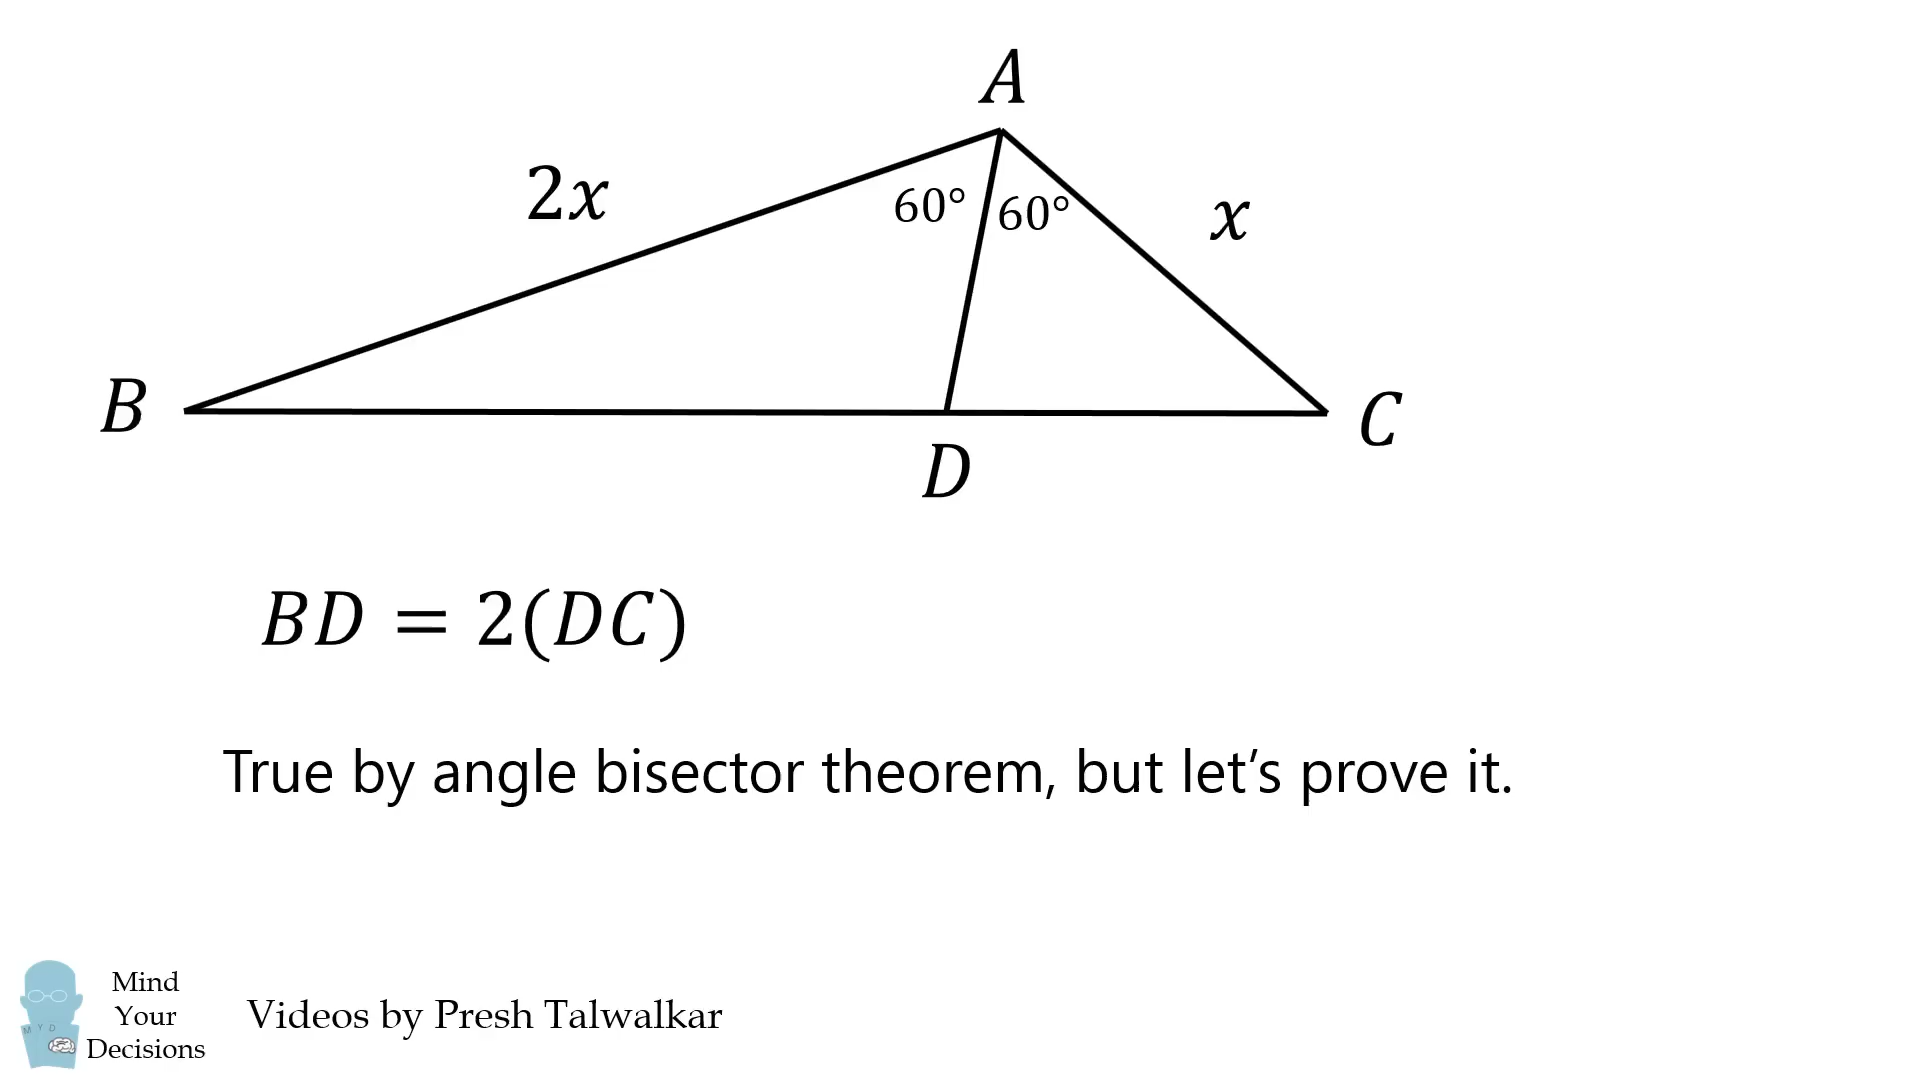 A
2x
60° 60°
x
B
C
D
BD = 2(DC)
True by angle bisector theorem, but let’s prove it.
M Y D
Mind
Your
Decisions
Videos by Presh Talwalkar